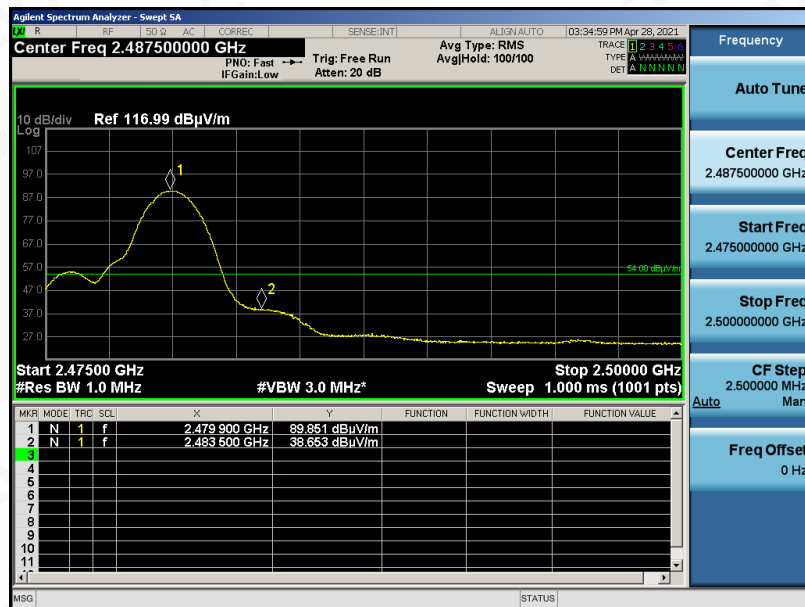 Agilent Spectrum Analyzer - Swept SA
LXI R RF 50 Ω AC CORREC SENSE:INT ALIGN AUTO 03:34:59 PM Apr 28, 2021
Center Freq 2.487500000 GHz
PNO: Fast
IFGain:Low
Trig: Free Run
Atten: 20 dB
Avg Type: RMS
Avg|Hold: 100/100
TRACE 1 2 3 4 5 6
TYPE A WWWWW
DET A N N N N N
10 dB/div Ref 116.99 dBµV/m
Log
107
97.0
87.0
77.0
67.0
57.0
47.0
37.0
27.0
1
2
54.00 dBµV/m
Start 2.47500 GHz Stop 2.50000 GHz
#Res BW 1.0 MHz #VBW 3.0 MHz* Sweep 1.000 ms (1001 pts)
MKR MODE TRC SCL X Y FUNCTION FUNCTION WIDTH FUNCTION VALUE
1 N 1 f 2.479 900 GHz 89.851 dBµV/m
2 N 1 f 2.483 500 GHz 38.653 dBµV/m
3
4
5
6
7
8
9
10
11
MSG STATUS
Frequency
Auto Tune
Center Freq
2.487500000 GHz
Start Freq
2.475000000 GHz
Stop Freq
2.500000000 GHz
CF Step
2.500000 MHz
Auto Man
Freq Offset
0 Hz